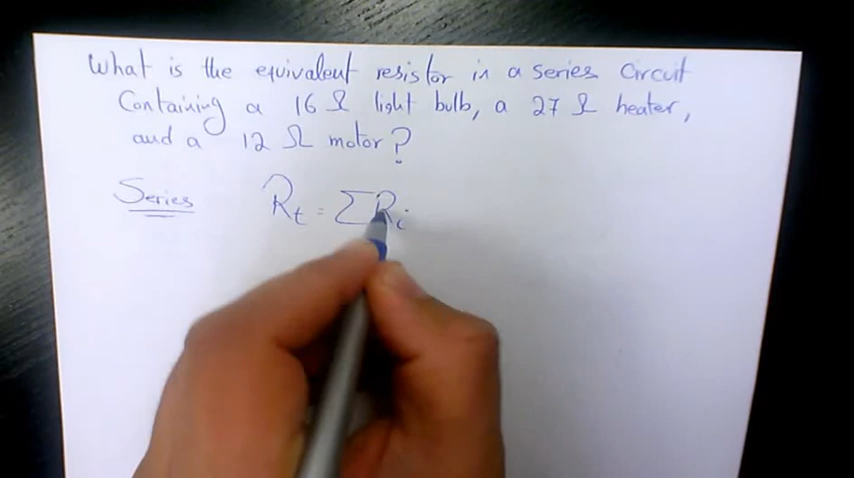 What is the equivalent resistor in a series circuit
Containing a 16 Ω light bulb, a 27 Ω heater,
and a 12 Ω motor?
Series Rt = ΣRi